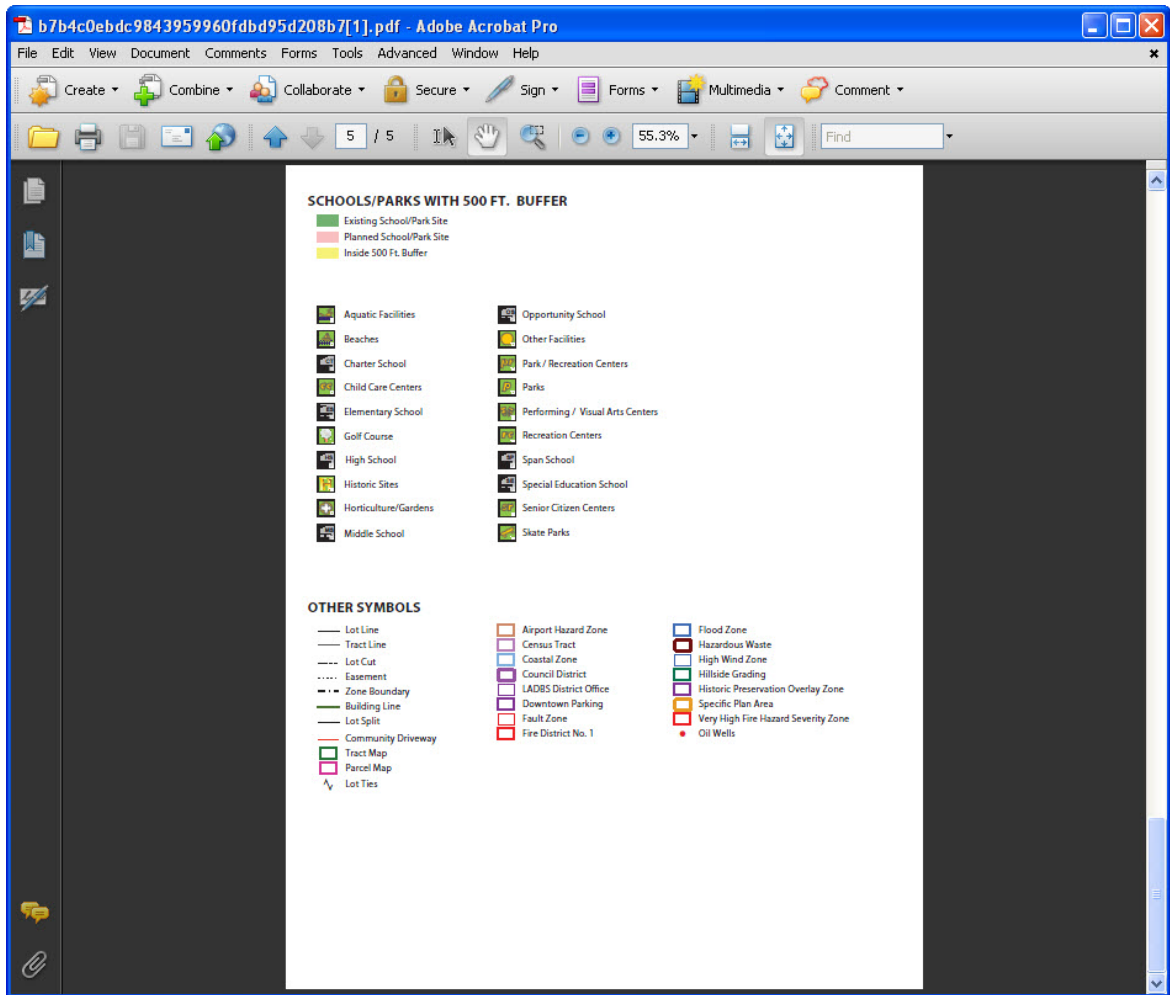 b7b4c0ebdc9843959960fdbd95d208b7[1].pdf - Adobe Acrobat Pro
File Edit View Document Comments Forms Tools Advanced Window Help
Create Combine Collaborate Secure Sign Forms Multimedia Comment
5 / 5 55.3% Find
SCHOOLS/PARKS WITH 500 FT. BUFFER
Existing School/Park Site
Planned School/Park Site
Inside 500 Ft. Buffer
Aquatic Facilities
Beaches
Charter School
Child Care Centers
Elementary School
Golf Course
High School
Historic Sites
Horticulture/Gardens
Middle School
Opportunity School
Other Facilities
Park / Recreation Centers
Parks
Performing / Visual Arts Centers
Recreation Centers
Span School
Special Education School
Senior Citizen Centers
Skate Parks
OTHER SYMBOLS
Lot Line
Tract Line
Lot Cut
Easement
Zone Boundary
Building Line
Lot Split
Community Driveway
Tract Map
Parcel Map
Lot Ties
Airport Hazard Zone
Census Tract
Coastal Zone
Council District
LADBS District Office
Downtown Parking
Fault Zone
Fire District No. 1
Flood Zone
Hazardous Waste
High Wind Zone
Hillside Grading
Historic Preservation Overlay Zone
Specific Plan Area
Very High Fire Hazard Severity Zone
Oil Wells